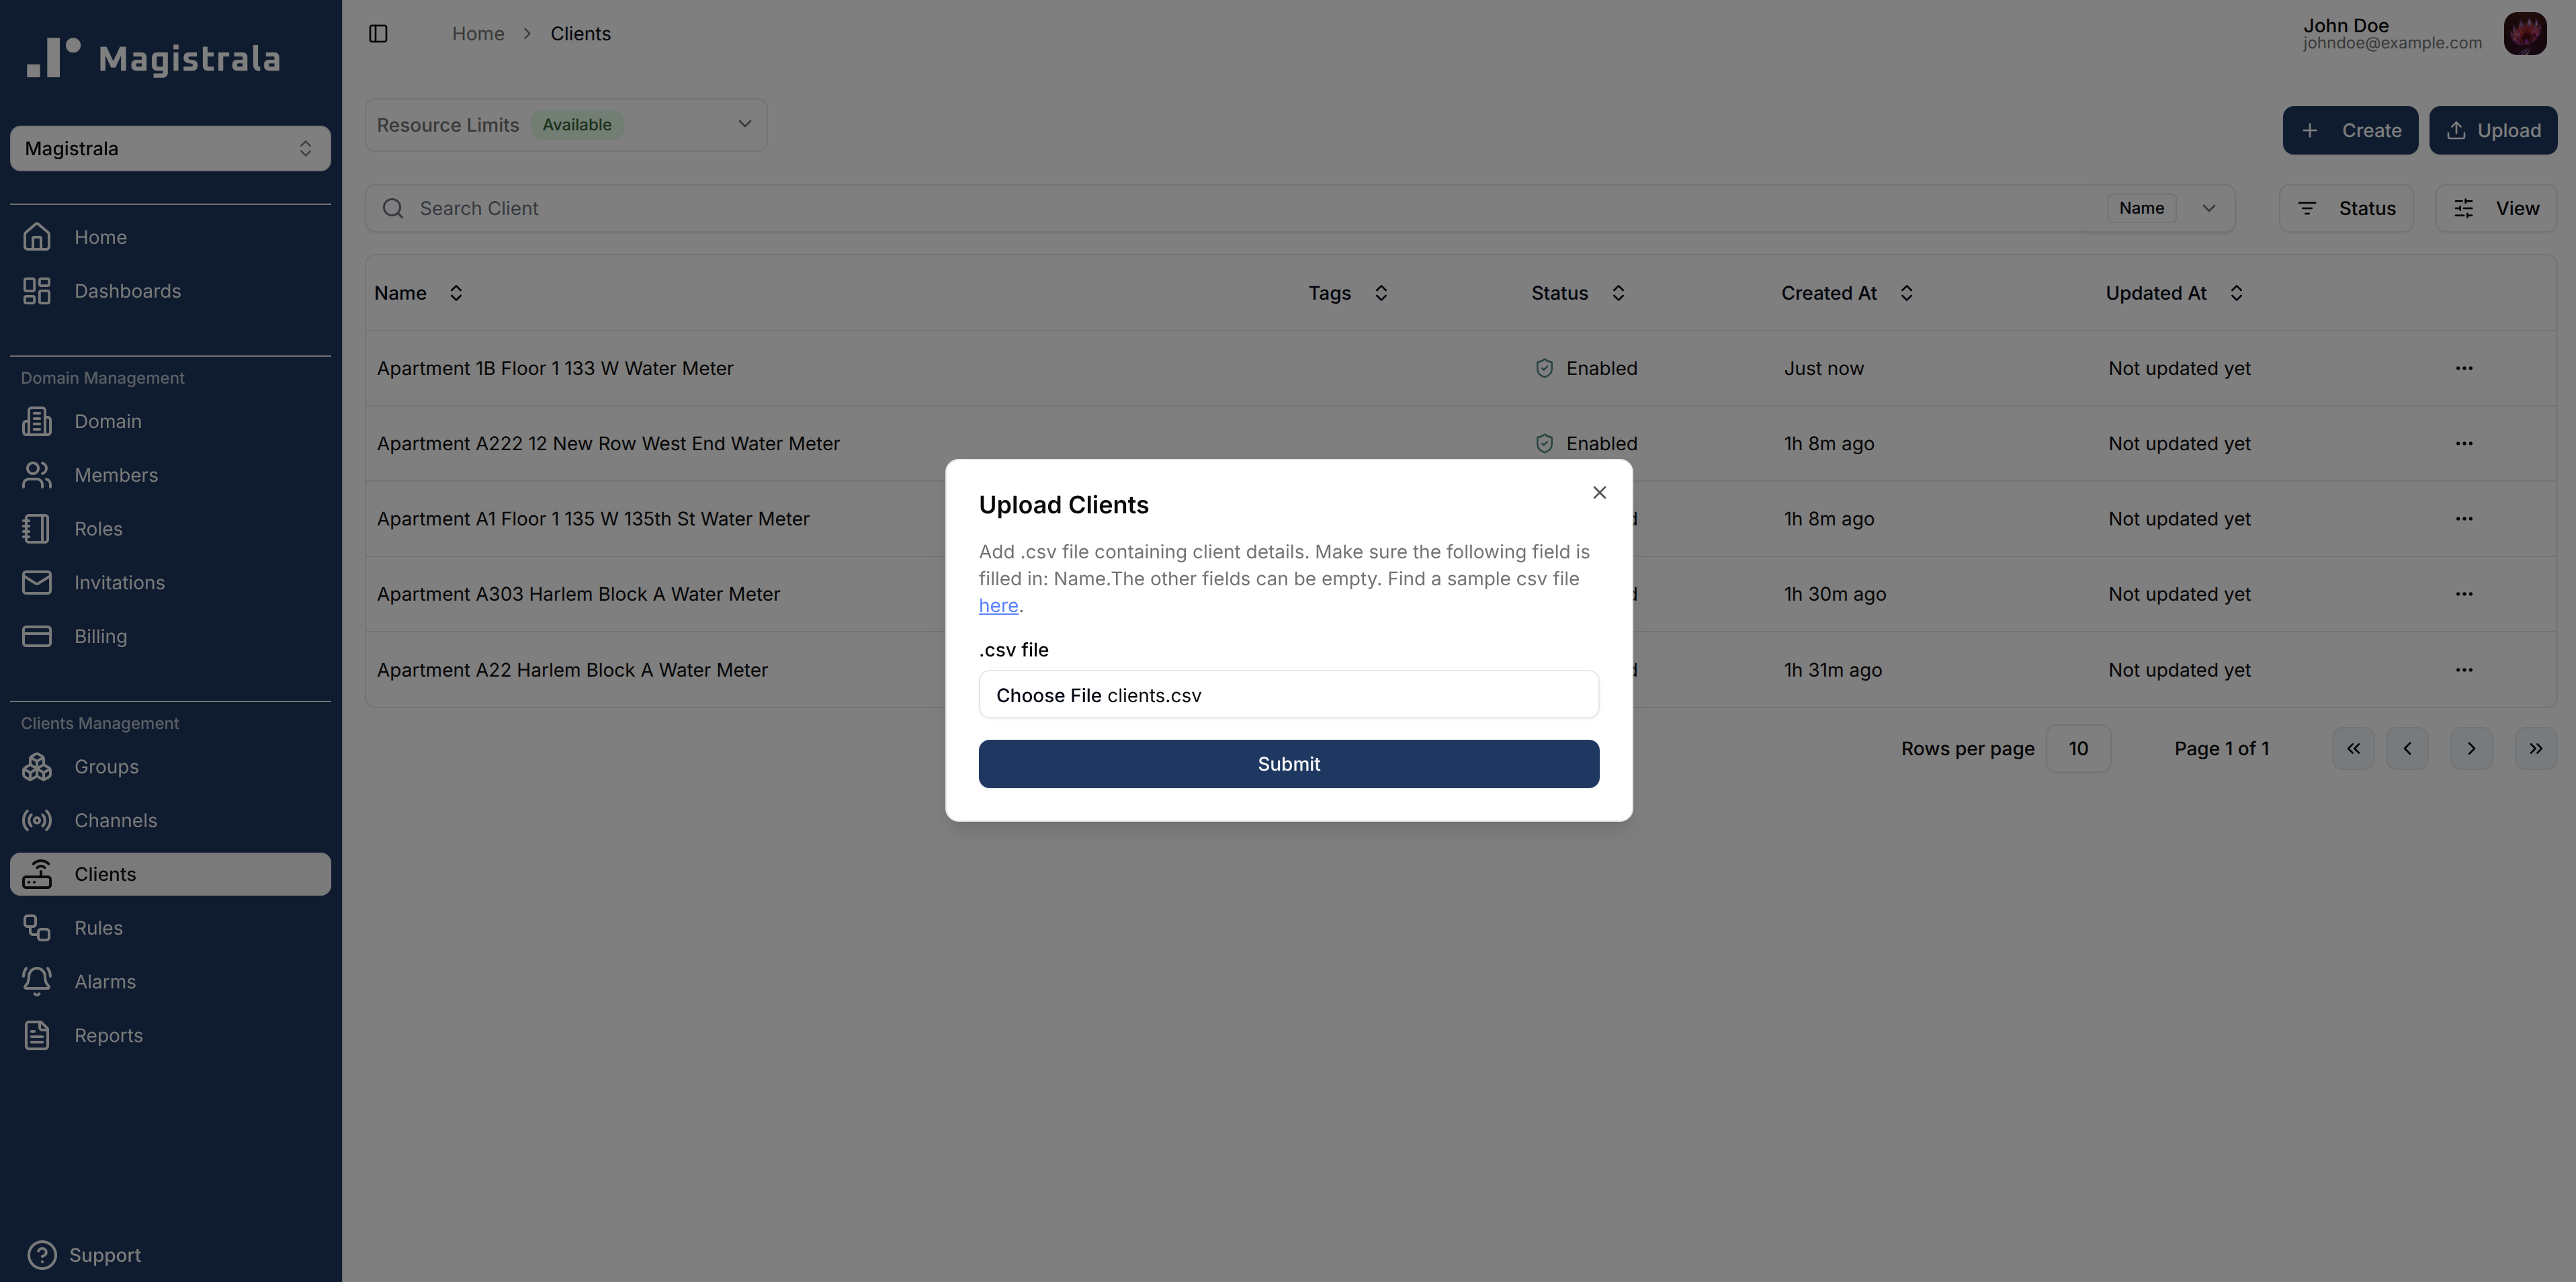 Magistrala
Home > Clients
John Doe
johndoe@example.com
Magistrala
Resource Limits Available
Create
Upload
Search Client
Name
Status
View
Home
Dashboards
Domain Management
Domain
Members
Roles
Invitations
Billing
Clients Management
Groups
Channels
Clients
Rules
Alarms
Reports
Support
Name Tags Status Created At Updated At
Apartment 1B Floor 1 133 W Water Meter Enabled Just now Not updated yet
Apartment A222 12 New Row West End Water Meter Enabled 1h 8m ago Not updated yet
Apartment A1 Floor 1 135 W 135th St Water Meter 1h 8m ago Not updated yet
Apartment A303 Harlem Block A Water Meter 1h 30m ago Not updated yet
Apartment A22 Harlem Block A Water Meter 1h 31m ago Not updated yet
Rows per page 10 Page 1 of 1
Upload Clients
Add .csv file containing client details. Make sure the following field is
filled in: Name.The other fields can be empty. Find a sample csv file
here.
.csv file
Choose File clients.csv
Submit